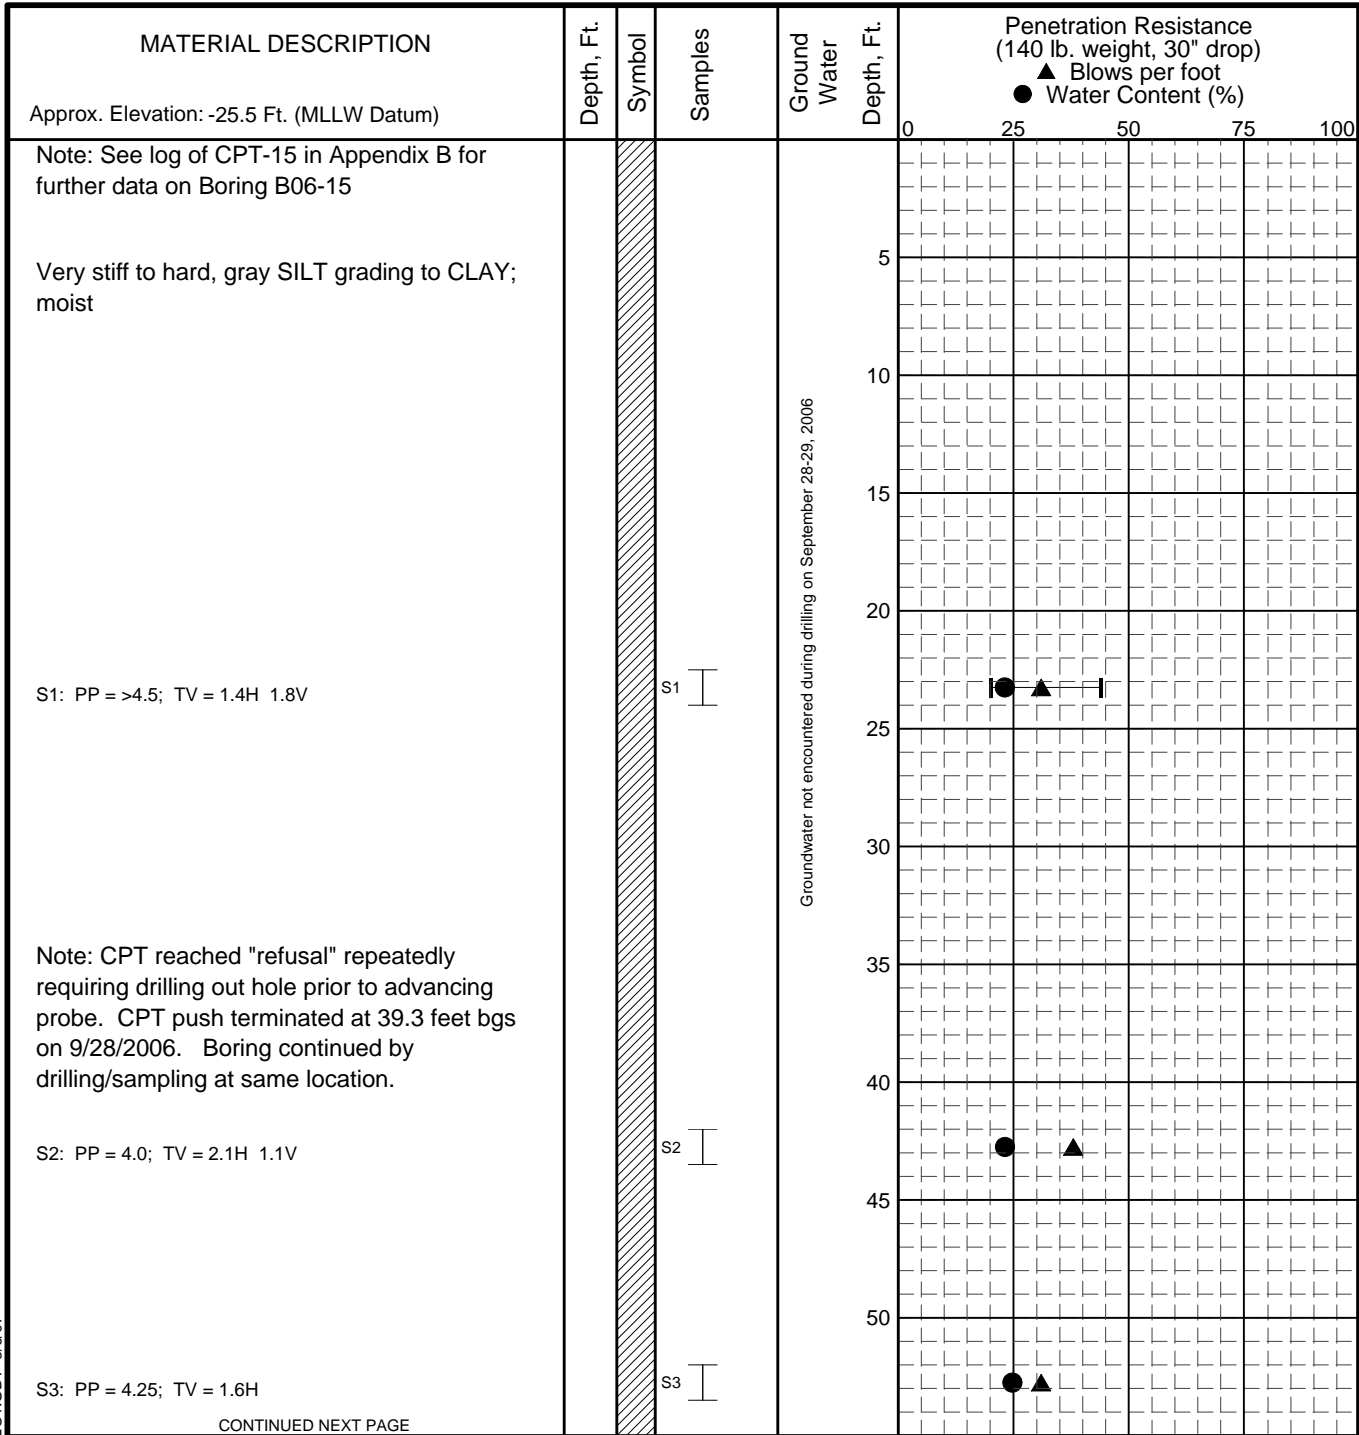 MATERIAL DESCRIPTION
Approx. Elevation: -25.5 Ft. (MLLW Datum)
Depth, Ft.
Symbol
Samples
Ground
Water
Depth, Ft.
Penetration Resistance
(140 lb. weight, 30" drop)
▲ Blows per foot
● Water Content (%)
0 25 50 75 100
Note: See log of CPT-15 in Appendix B for
further data on Boring B06-15
Very stiff to hard, gray SILT grading to CLAY;
moist
5
10
15
20
25
30
35
40
45
50
Groundwater not encountered during drilling on September 28-29, 2006
S1: PP = >4.5; TV = 1.4H 1.8V
S1
Note: CPT reached "refusal" repeatedly
requiring drilling out hole prior to advancing
probe. CPT push terminated at 39.3 feet bgs
on 9/28/2006. Boring continued by
drilling/sampling at same location.
S2: PP = 4.0; TV = 2.1H 1.1V
S2
S3: PP = 4.25; TV = 1.6H
S3
CONTINUED NEXT PAGE